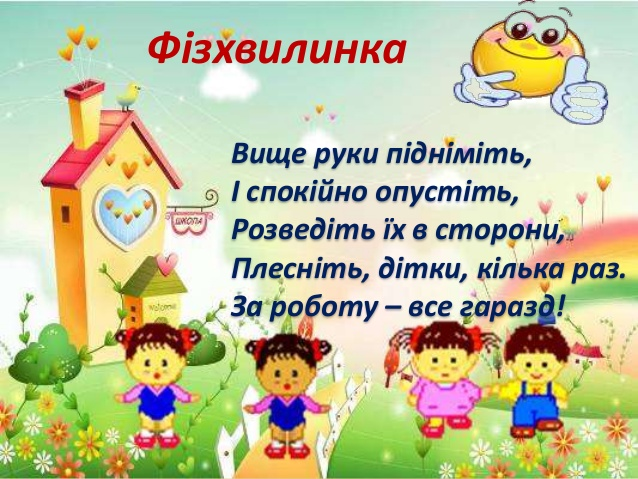 Фізхвилинка
Вище руки підніміть,
І спокійно опустіть,
Розведіть їх в сторони,
Плесніть, дітки, кілька раз.
За роботу – все гаразд!
ШКОЛА
Welcome